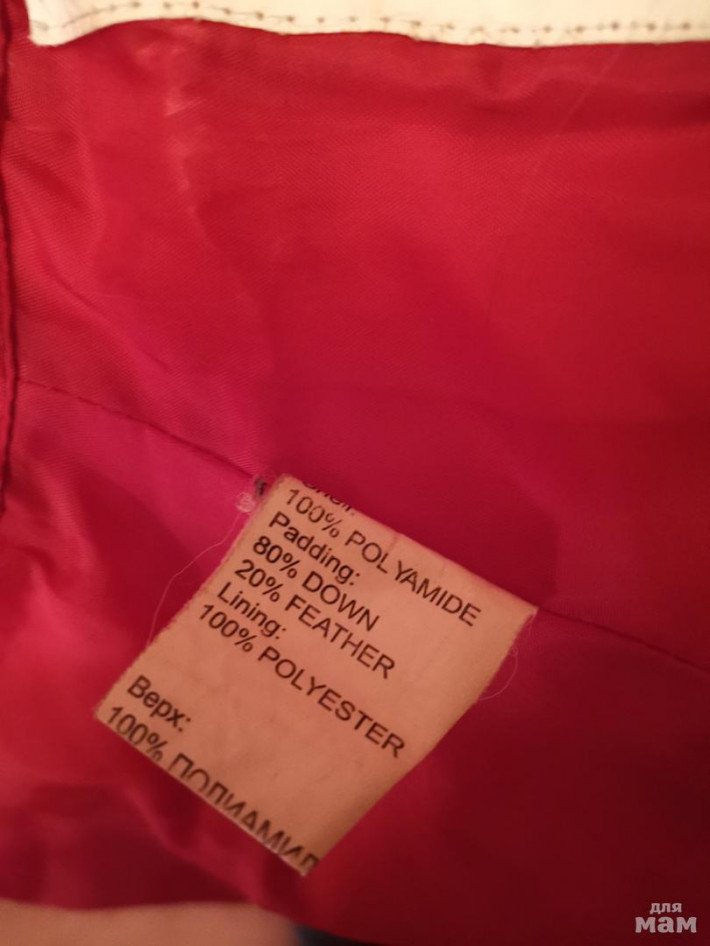 100% POLYAMIDE
Padding:
80% DOWN
20% FEATHER
Lining:
100% POLYESTER
Верх:
100% ПОЛИАМИД
для
мам